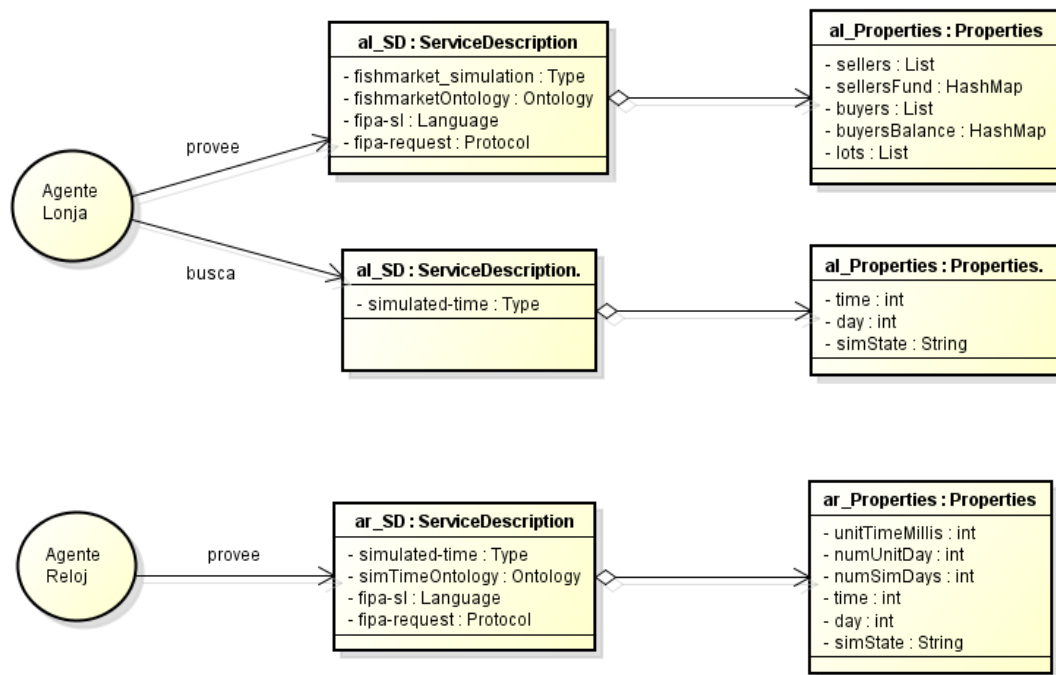 al_SD : ServiceDescription
- fishmarket_simulation : Type
- fishmarketOntology : Ontology
- fipa-sl : Language
- fipa-request : Protocol
al_Properties : Properties
- sellers : List
- sellersFund : HashMap
- buyers : List
- buyersBalance : HashMap
- lots : List
provee
Agente
Lonja
busca
al_SD : ServiceDescription.
- simulated-time : Type
al_Properties : Properties.
- time : int
- day : int
- simState : String
Agente
Reloj
provee
ar_SD : ServiceDescription
- simulated-time : Type
- simTimeOntology : Ontology
- fipa-sl : Language
- fipa-request : Protocol
ar_Properties : Properties
- unitTimeMillis : int
- numUnitDay : int
- numSimDays : int
- time : int
- day : int
- simState : String